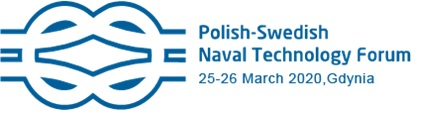 Polish-Swedish
Naval Technology Forum
25-26 March 2020,Gdynia